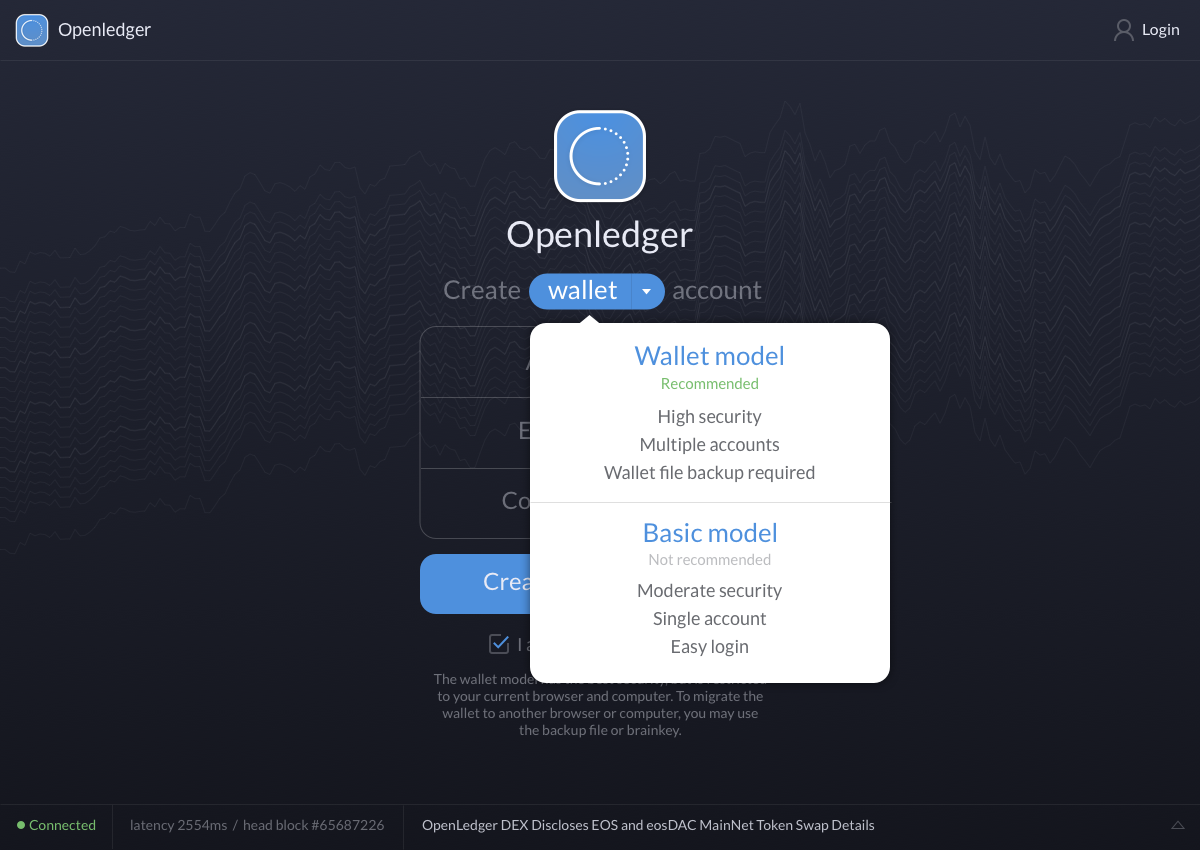 Openledger
Login
Openledger
Create wallet account
Wallet model
Recommended
High security
Multiple accounts
Wallet file backup required
Basic model
Not recommended
Moderate security
Single account
Easy login
The wallet model
to your current browser and computer. To migrate the
wallet to another browser or computer, you may use
the backup file or brainkey.
Connected
latency 2554ms / head block #65687226
OpenLedger DEX Discloses EOS and eosDAC MainNet Token Swap Details